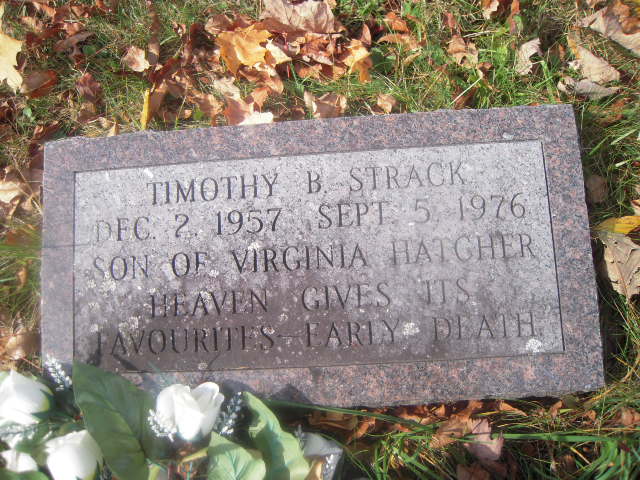 TIMOTHY B. STRACK
DEC. 2, 1957 SEPT. 5, 1976
SON OF VIRGINIA HATCHER
HEAVEN GIVES ITS
FAVOURITES—EARLY DEATH